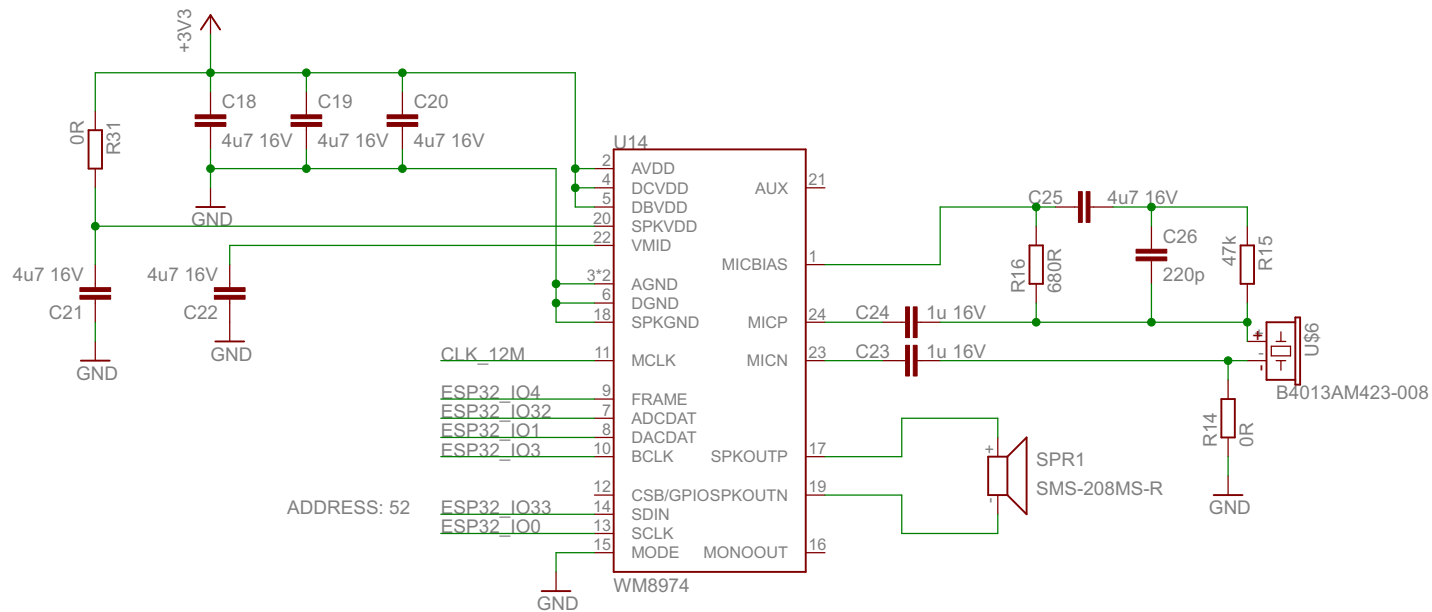 +3V3
C18
C19
C20
0R
R31
4u7 16V
4u7 16V
4u7 16V
U14
2
AVDD
AUX
21
4
DCVDD
5
DBVDD
GND
20
SPKVDD
22
VMID
C25
4u7 16V
C26
220p
R16
680R
47k
R15
1
MICBIAS
4u7 16V
C21
4u7 16V
C22
3*2
AGND
6
DGND
18
SPKGND
MICP
24
C24
1u 16V
GND
GND
CLK_12M
11
MCLK
MICN
23
C23
1u 16V
+
-
U$6
B4013AM423-008
ESP32_IO4
9
FRAME
ESP32_IO32
7
ADCDAT
ESP32_IO1
8
DACDAT
ESP32_IO3
10
BCLK
SPKOUTP
17
R14
0R
GND
+
-
SPR1
SMS-208MS-R
12
CSB/GPIO
SPKOUTN
19
ADDRESS: 52
ESP32_IO33
14
SDIN
ESP32_IO0
13
SCLK
15
MODE
MONOOUT
16
WM8974
GND